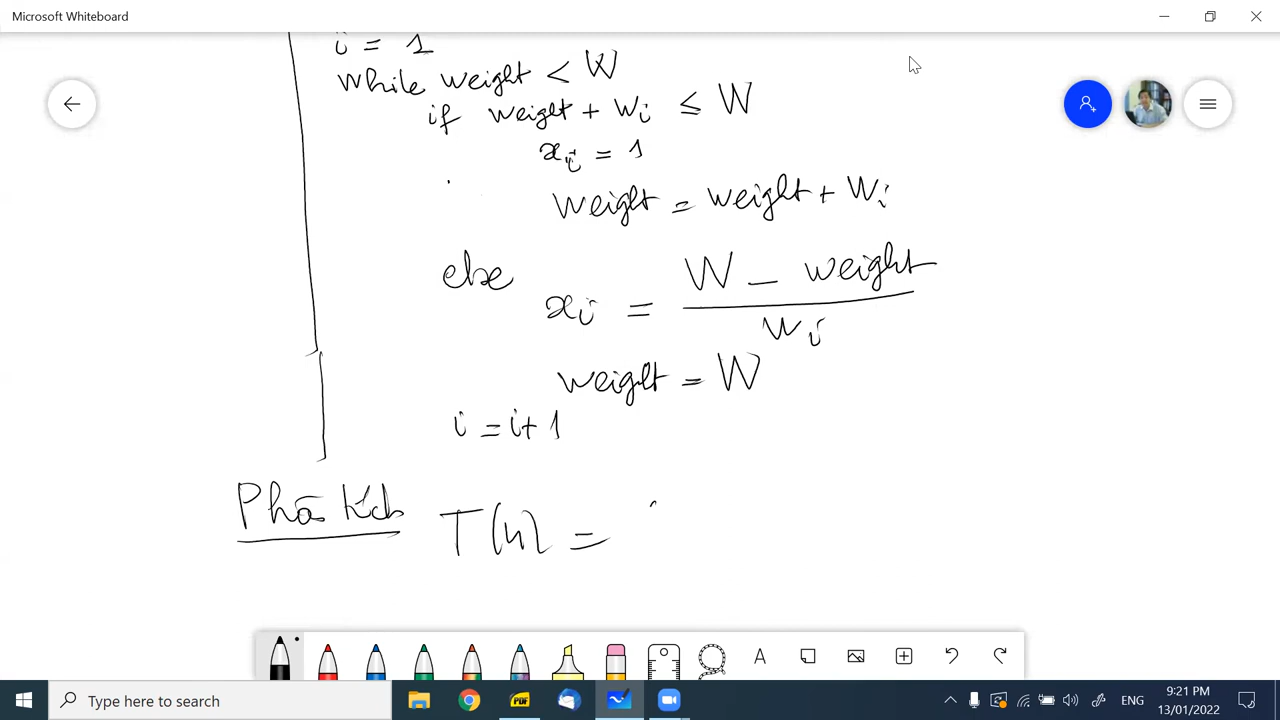 Microsoft Whiteboard
i = 1
while weight < W
if weight + wi ≤ W
xi = 1
weight = weight + wi
else xi = W - weight / wi
weight = W
i = i+1
Phân tích T(n) =
A
Type here to search
PDF
ENG
9:21 PM
13/01/2022